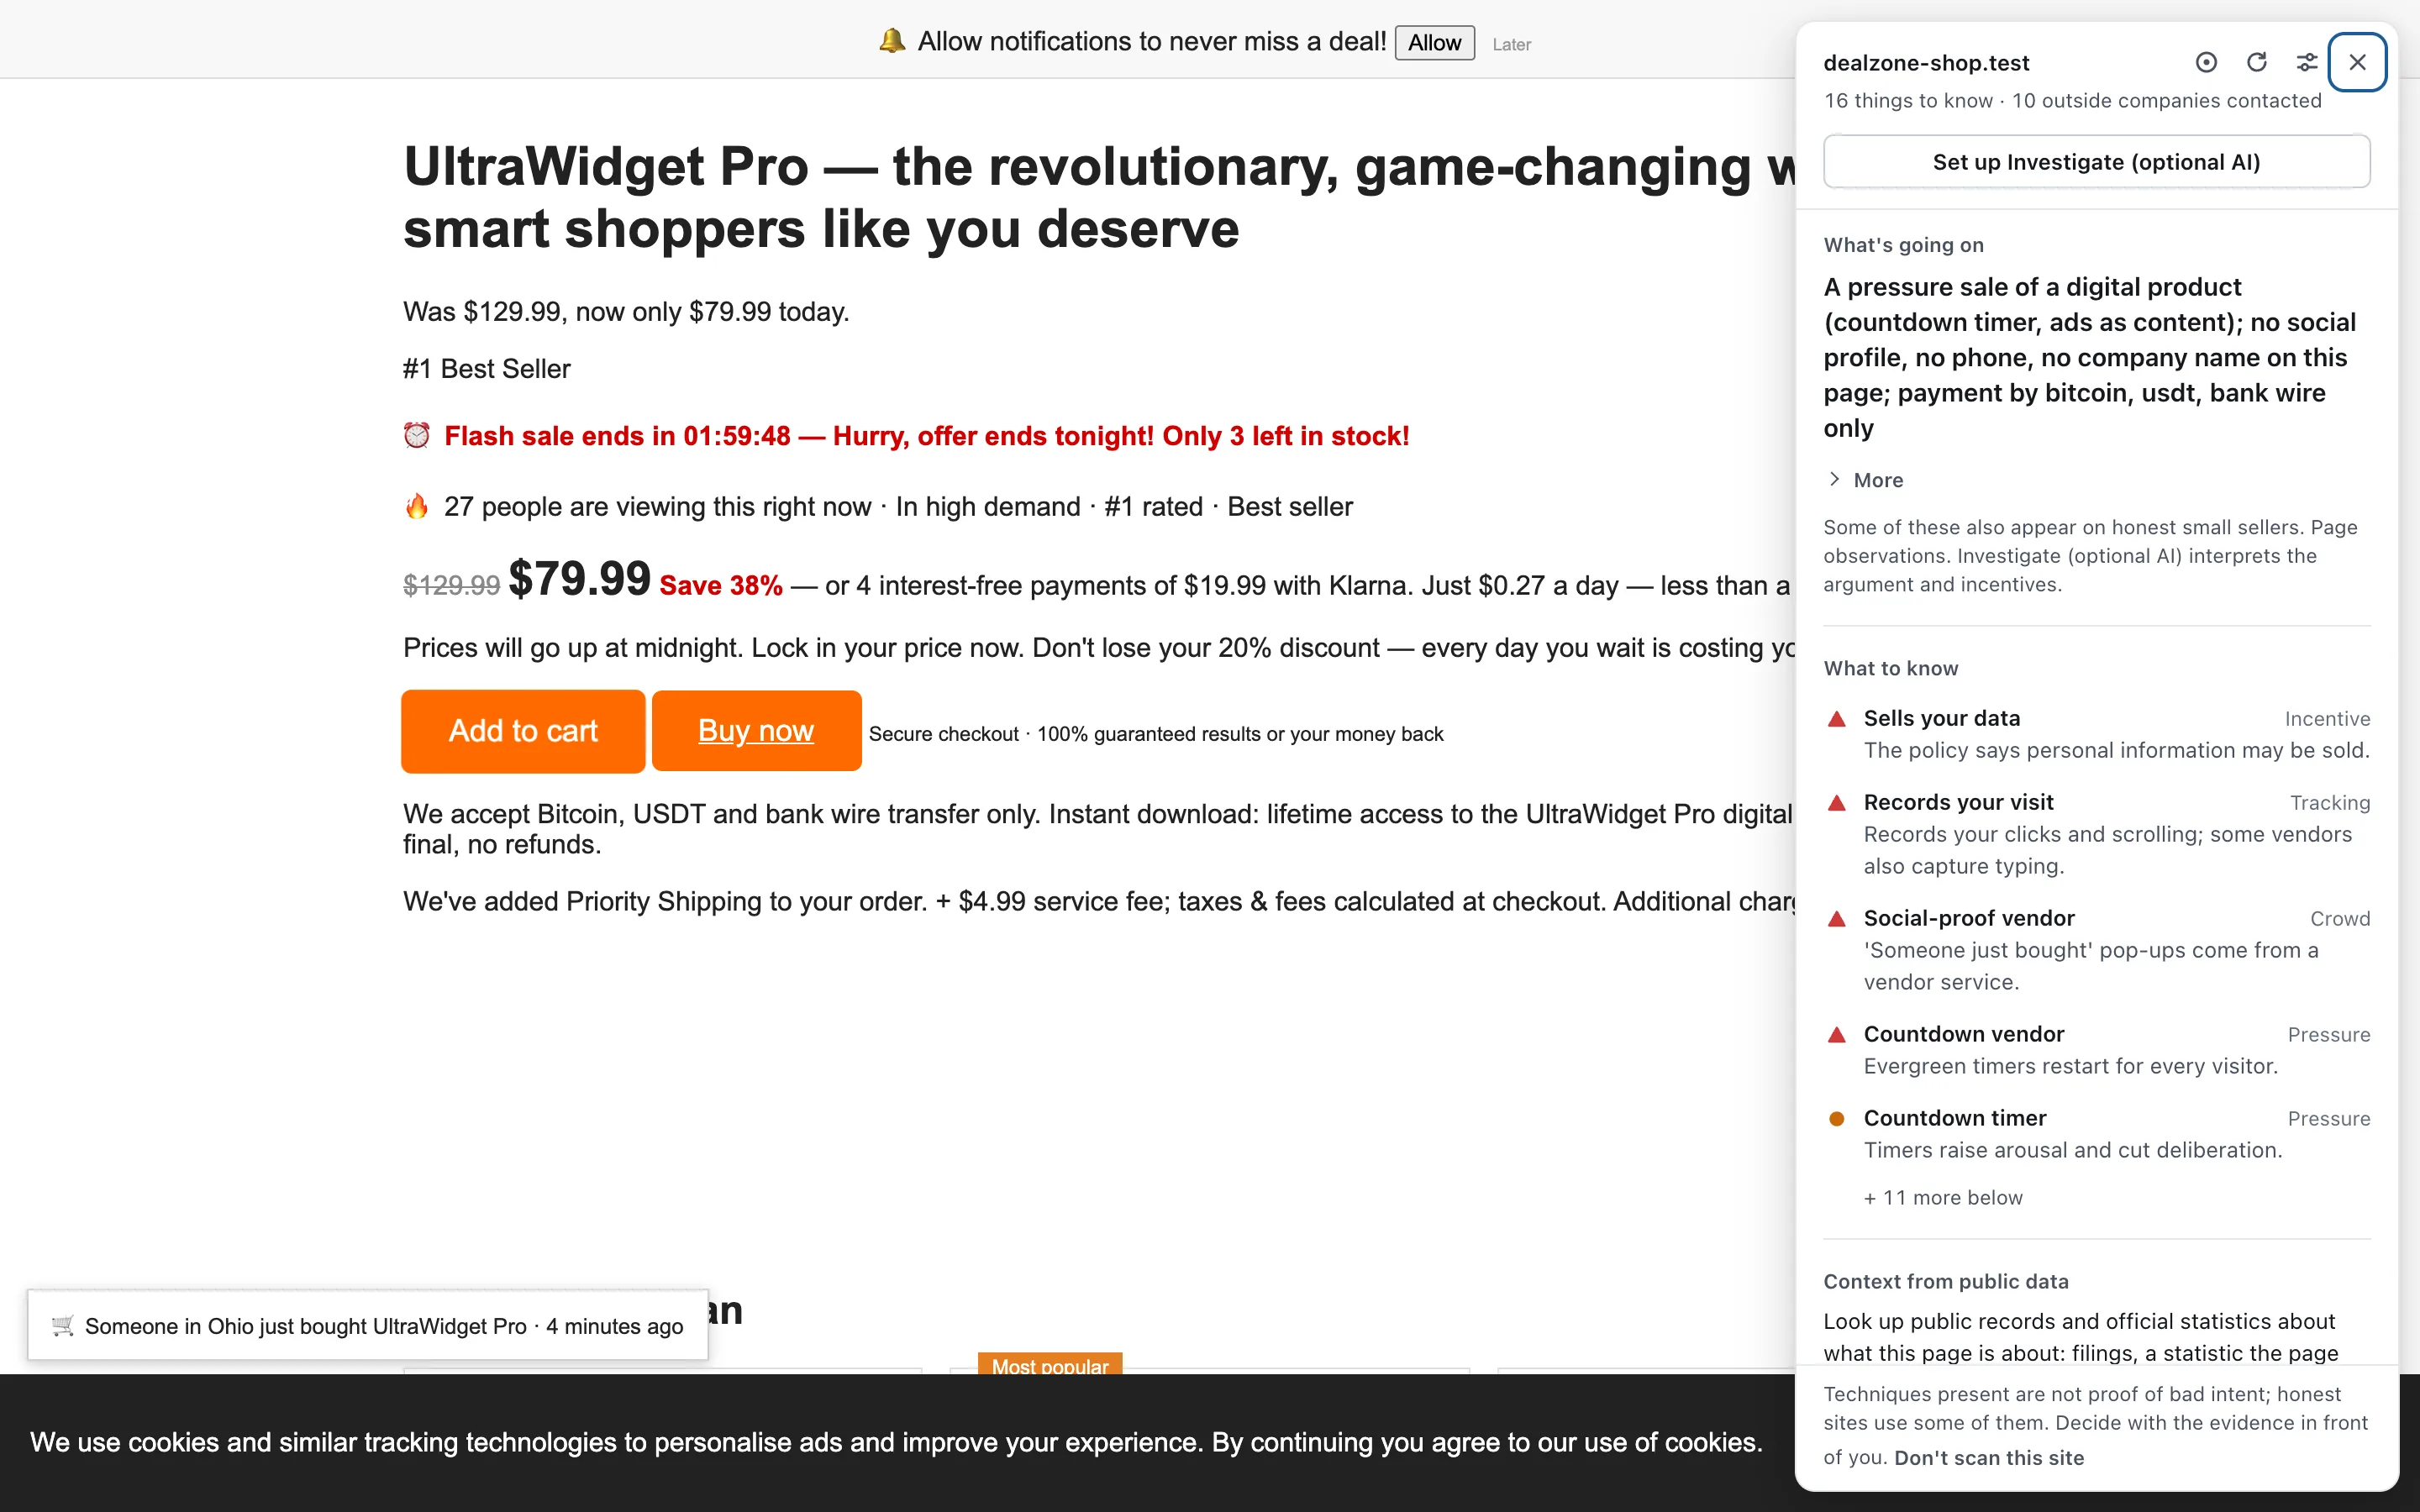 🔔 Allow notifications to never miss a deal! Allow Later
UltraWidget Pro — the revolutionary, game-changing
smart shoppers like you deserve
Was $129.99, now only $79.99 today.
#1 Best Seller
⏰ Flash sale ends in 01:59:48 — Hurry, offer ends tonight! Only 3 left in stock!
🔥 27 people are viewing this right now · In high demand · #1 rated · Best seller
$129.99 $79.99 Save 38% — or 4 interest-free payments of $19.99 with Klarna. Just $0.27 a day — less than a
Prices will go up at midnight. Lock in your price now. Don't lose your 20% discount — every day you wait is costing
Add to cart Buy now Secure checkout · 100% guaranteed results or your money back
We accept Bitcoin, USDT and bank wire transfer only. Instant download: lifetime access to the UltraWidget Pro digital
final, no refunds.
We've added Priority Shipping to your order. + $4.99 service fee; taxes & fees calculated at checkout. Additional
🛒 Someone in Ohio just bought UltraWidget Pro · 4 minutes ago
Most popular
We use cookies and similar tracking technologies to personalise ads and improve your experience. By continuing you agree to our use of cookies.
dealzone-shop.test
16 things to know · 10 outside companies contacted
Set up Investigate (optional AI)
What's going on
A pressure sale of a digital product
(countdown timer, ads as content); no social
profile, no phone, no company name on this
page; payment by bitcoin, usdt, bank wire
only
More
Some of these also appear on honest small sellers. Page
observations. Investigate (optional AI) interprets the
argument and incentives.
What to know
Sells your data Incentive
The policy says personal information may be sold.
Records your visit Tracking
Records your clicks and scrolling; some vendors
also capture typing.
Social-proof vendor Crowd
'Someone just bought' pop-ups come from a
vendor service.
Countdown vendor Pressure
Evergreen timers restart for every visitor.
Countdown timer Pressure
Timers raise arousal and cut deliberation.
+ 11 more below
Context from public data
Look up public records and official statistics about
what this page is about: filings, a statistic the page
Techniques present are not proof of bad intent; honest
sites use some of them. Decide with the evidence in front
of you. Don't scan this site